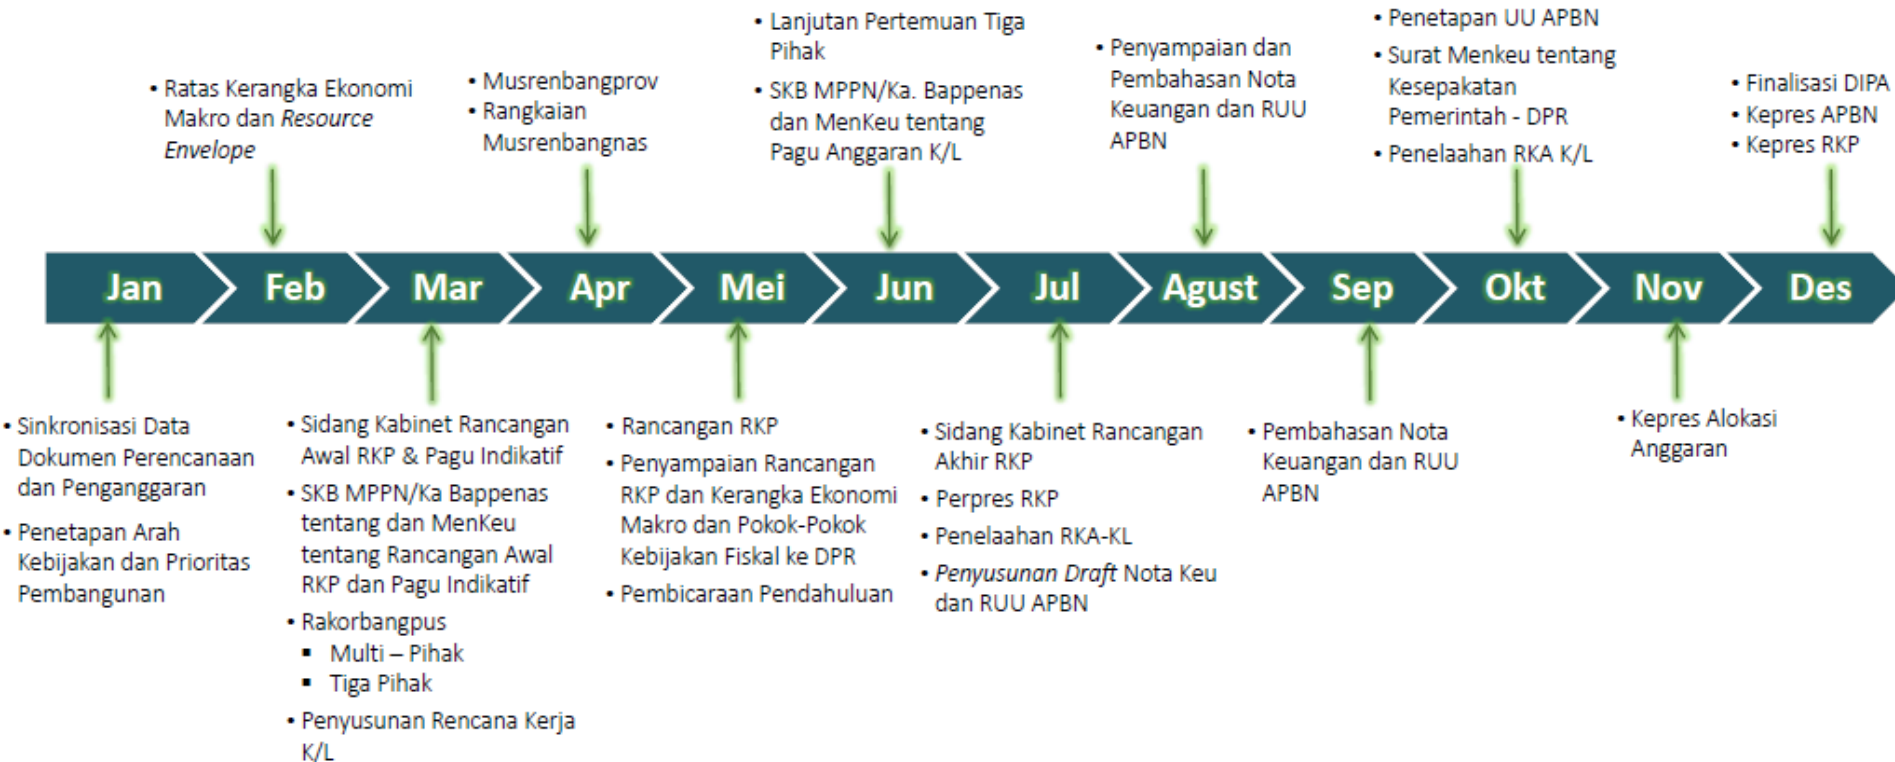 • Ratas Kerangka Ekonomi
Makro dan Resource
Envelope
• Musrenbangprov
• Rangkaian
Musrenbangnas
• Lanjutan Pertemuan Tiga
Pihak
• SKB MPPN/Ka. Bappenas
dan MenKeu tentang
Pagu Anggaran K/L
• Penyampaian dan
Pembahasan Nota
Keuangan dan RUU
APBN
• Penetapan UU APBN
• Surat Menkeu tentang
Kesepakatan
Pemerintah - DPR
• Penelaahan RKA K/L
• Finalisasi DIPA
• Kepres APBN
• Kepres RKP
Jan Feb Mar Apr Mei Jun Jul Agust Sep Okt Nov Des
• Sinkronisasi Data
Dokumen Perencanaan
dan Penganggaran
• Penetapan Arah
Kebijakan dan Prioritas
Pembangunan
• Sidang Kabinet Rancangan
Awal RKP & Pagu Indikatif
• SKB MPPN/Ka Bappenas
tentang dan MenKeu
tentang Rancangan Awal
RKP dan Pagu Indikatif
• Rakorbangpus
▪ Multi – Pihak
▪ Tiga Pihak
• Penyusunan Rencana Kerja
K/L
• Rancangan RKP
• Penyampaian Rancangan
RKP dan Kerangka Ekonomi
Makro dan Pokok-Pokok
Kebijakan Fiskal ke DPR
• Pembicaraan Pendahuluan
• Sidang Kabinet Rancangan
Akhir RKP
• Perpres RKP
• Penelaahan RKA-KL
• Penyusunan Draft Nota Keu
dan RUU APBN
• Pembahasan Nota
Keuangan dan RUU
APBN
• Kepres Alokasi
Anggaran